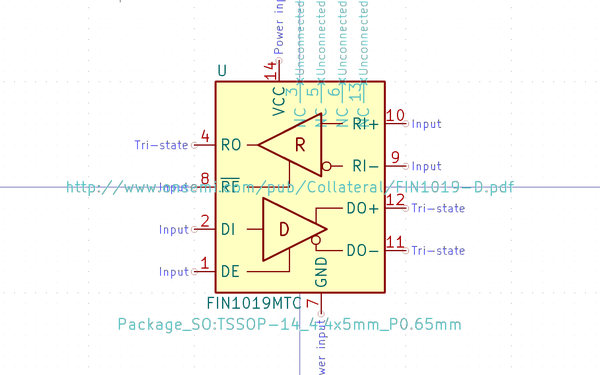 Power in
Unconnected
Unconnected
Unconnected
Unconnected
U
14
3
5
6
13
VCC
NC
NC
NC
NC
10
RI+
Input
Tri-state
4
RO
R
9
RI-
Input
Input
8
RE
http://www.onsemi.com/pub/Collateral/FIN1019-D.pdf
12
DO+
Tri-state
Input
2
DI
D
11
DO-
Tri-state
Input
1
DE
GND
FIN1019MTC
7
Package_SO:TSSOP-14_4.4x5mm_P0.65mm
wer input